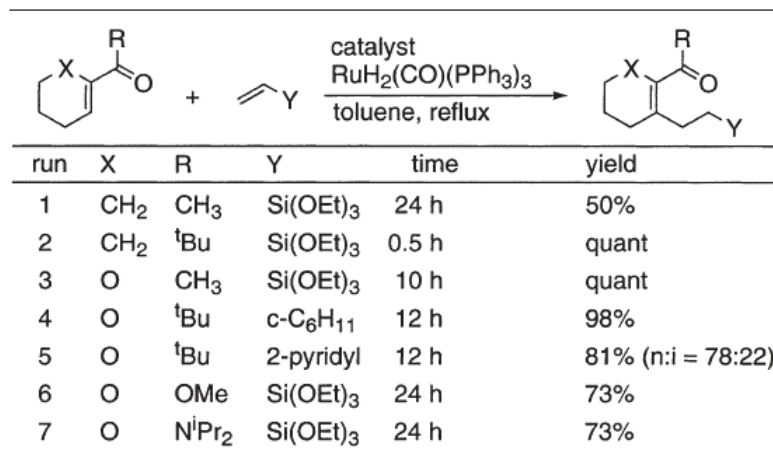 R
X
O
+
Y
catalyst
RuH₂(CO)(PPh₃)₃
toluene, reflux
R
X
O
Y
run X R Y time yield
1 CH₂ CH₃ Si(OEt)₃ 24 h 50%
2 CH₂ ᵗBu Si(OEt)₃ 0.5 h quant
3 O CH₃ Si(OEt)₃ 10 h quant
4 O ᵗBu c-C₆H₁₁ 12 h 98%
5 O ᵗBu 2-pyridyl 12 h 81% (n:i = 78:22)
6 O OMe Si(OEt)₃ 24 h 73%
7 O NⁱPr₂ Si(OEt)₃ 24 h 73%